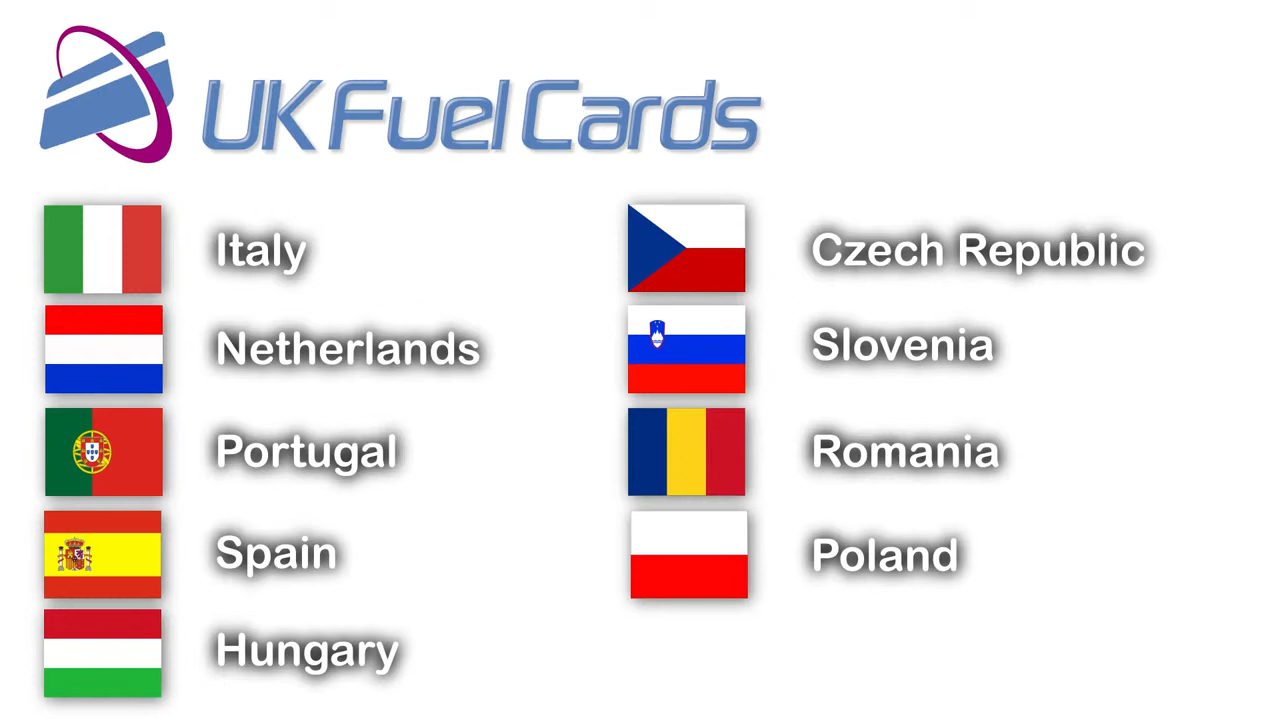 UK Fuel Cards
Italy
Netherlands
Portugal
Spain
Hungary
Czech Republic
Slovenia
Romania
Poland